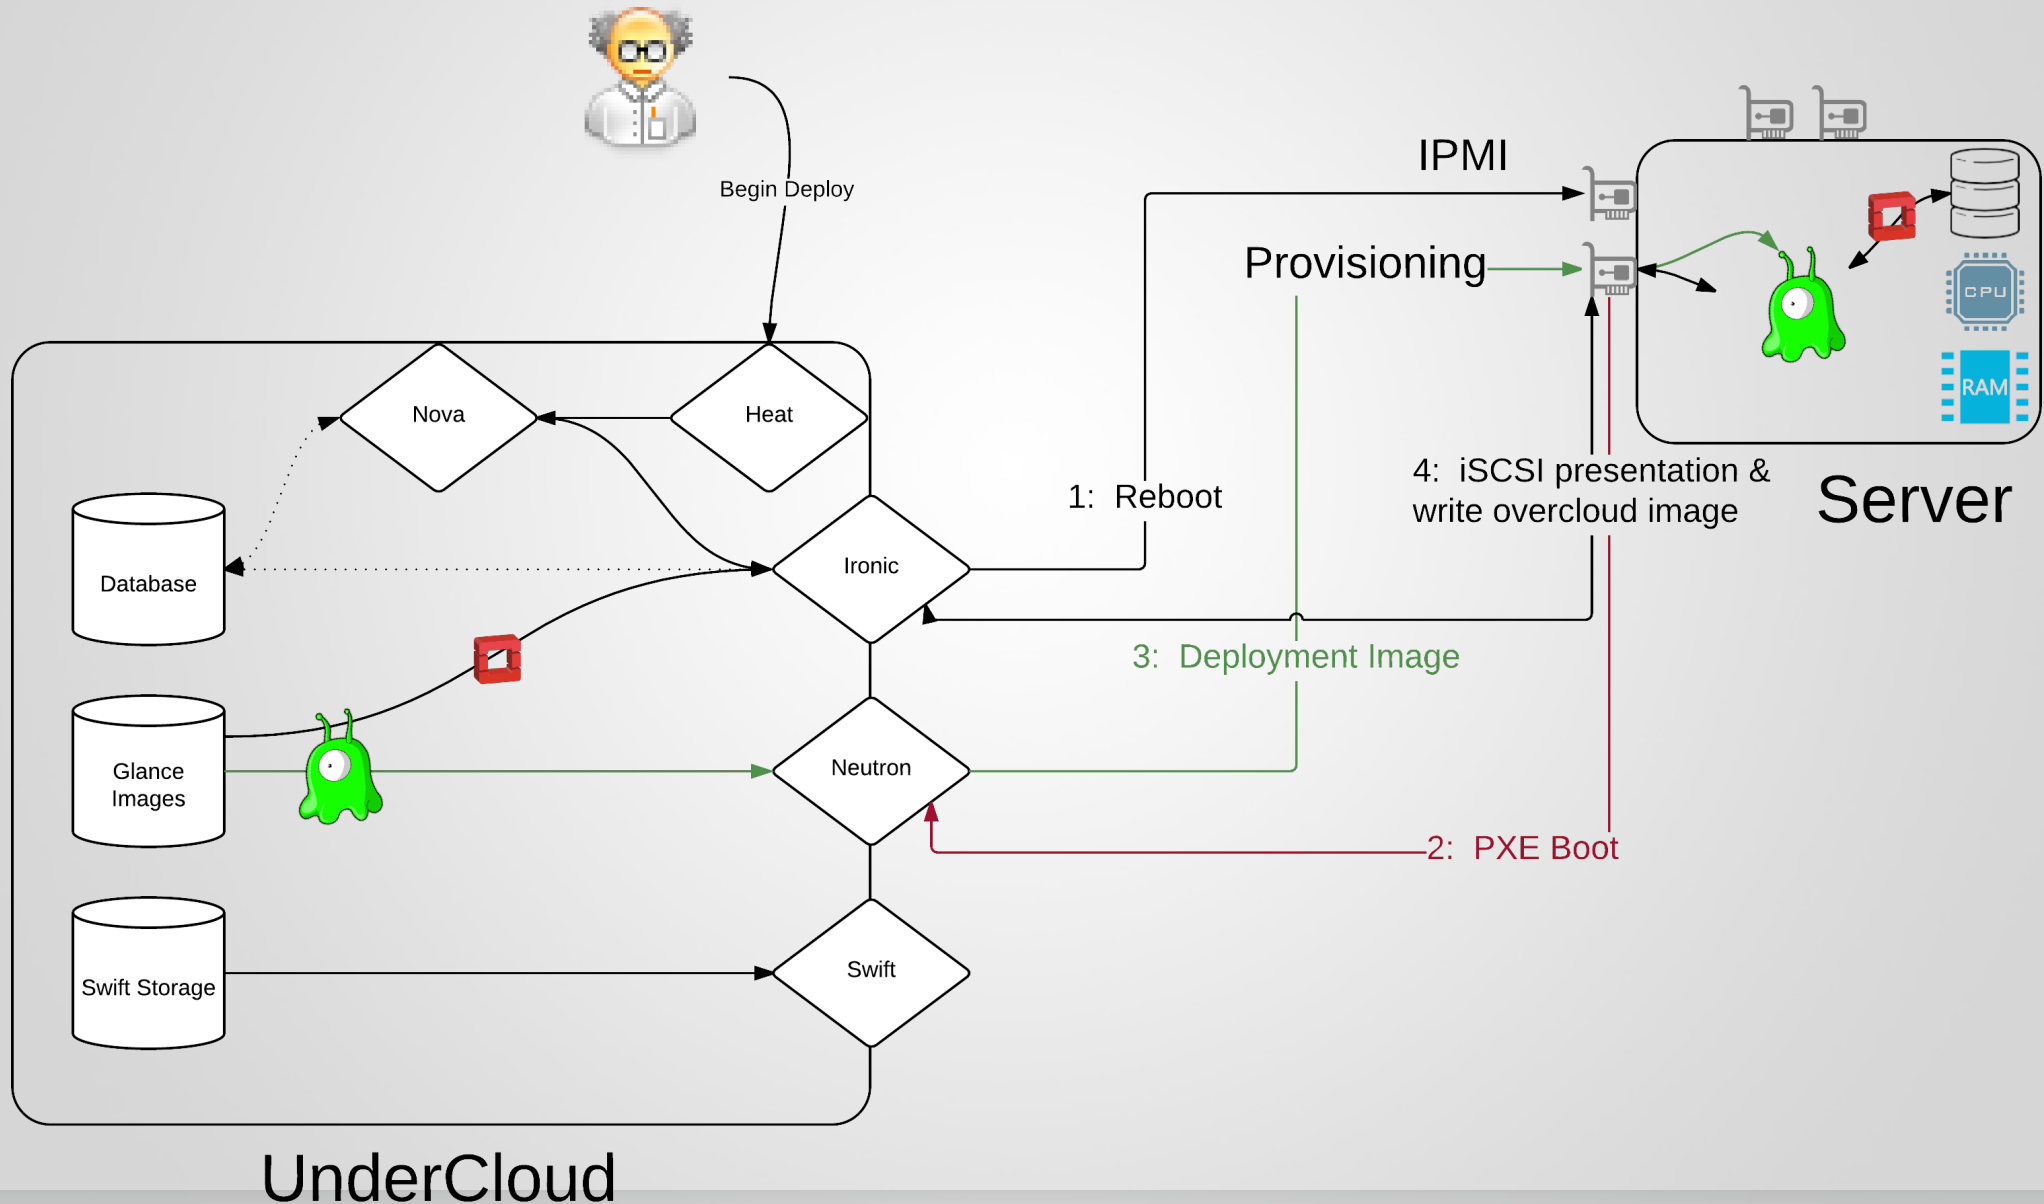 Begin Deploy
IPMI
Provisioning
CPU
RAM
Nova
Heat
1:  Reboot
4:  iSCSI presentation &
write overcloud image
Server
Ironic
Database
3:  Deployment Image
Glance
Images
Neutron
2:  PXE Boot
Swift
Swift Storage
UnderCloud